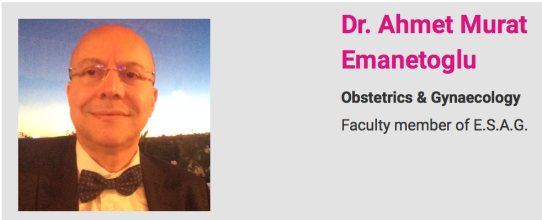 Dr. Ahmet Murat
Emanetoglu
Obstetrics & Gynaecology
Faculty member of E.S.A.G.